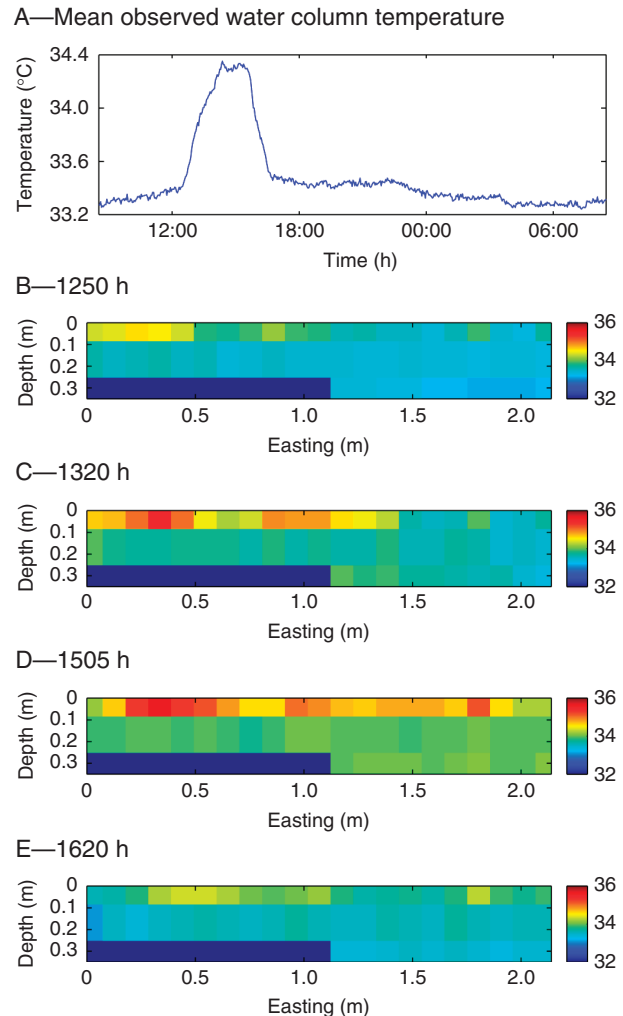 A—Mean observed water column temperature
34.4
34.0
33.6
33.2
Temperature (°C)
12:00 18:00 00:00 06:00
Time (h)
B—1250 h
0
0.1
0.2
0.3
Depth (m)
0 0.5 1.0 1.5 2.0
Easting (m)
36
34
32
C—1320 h
0
0.1
0.2
0.3
Depth (m)
0 0.5 1.0 1.5 2.0
Easting (m)
36
34
32
D—1505 h
0
0.1
0.2
0.3
Depth (m)
0 0.5 1.0 1.5 2.0
Easting (m)
36
34
32
E—1620 h
0
0.1
0.2
0.3
Depth (m)
0 0.5 1.0 1.5 2.0
Easting (m)
36
34
32